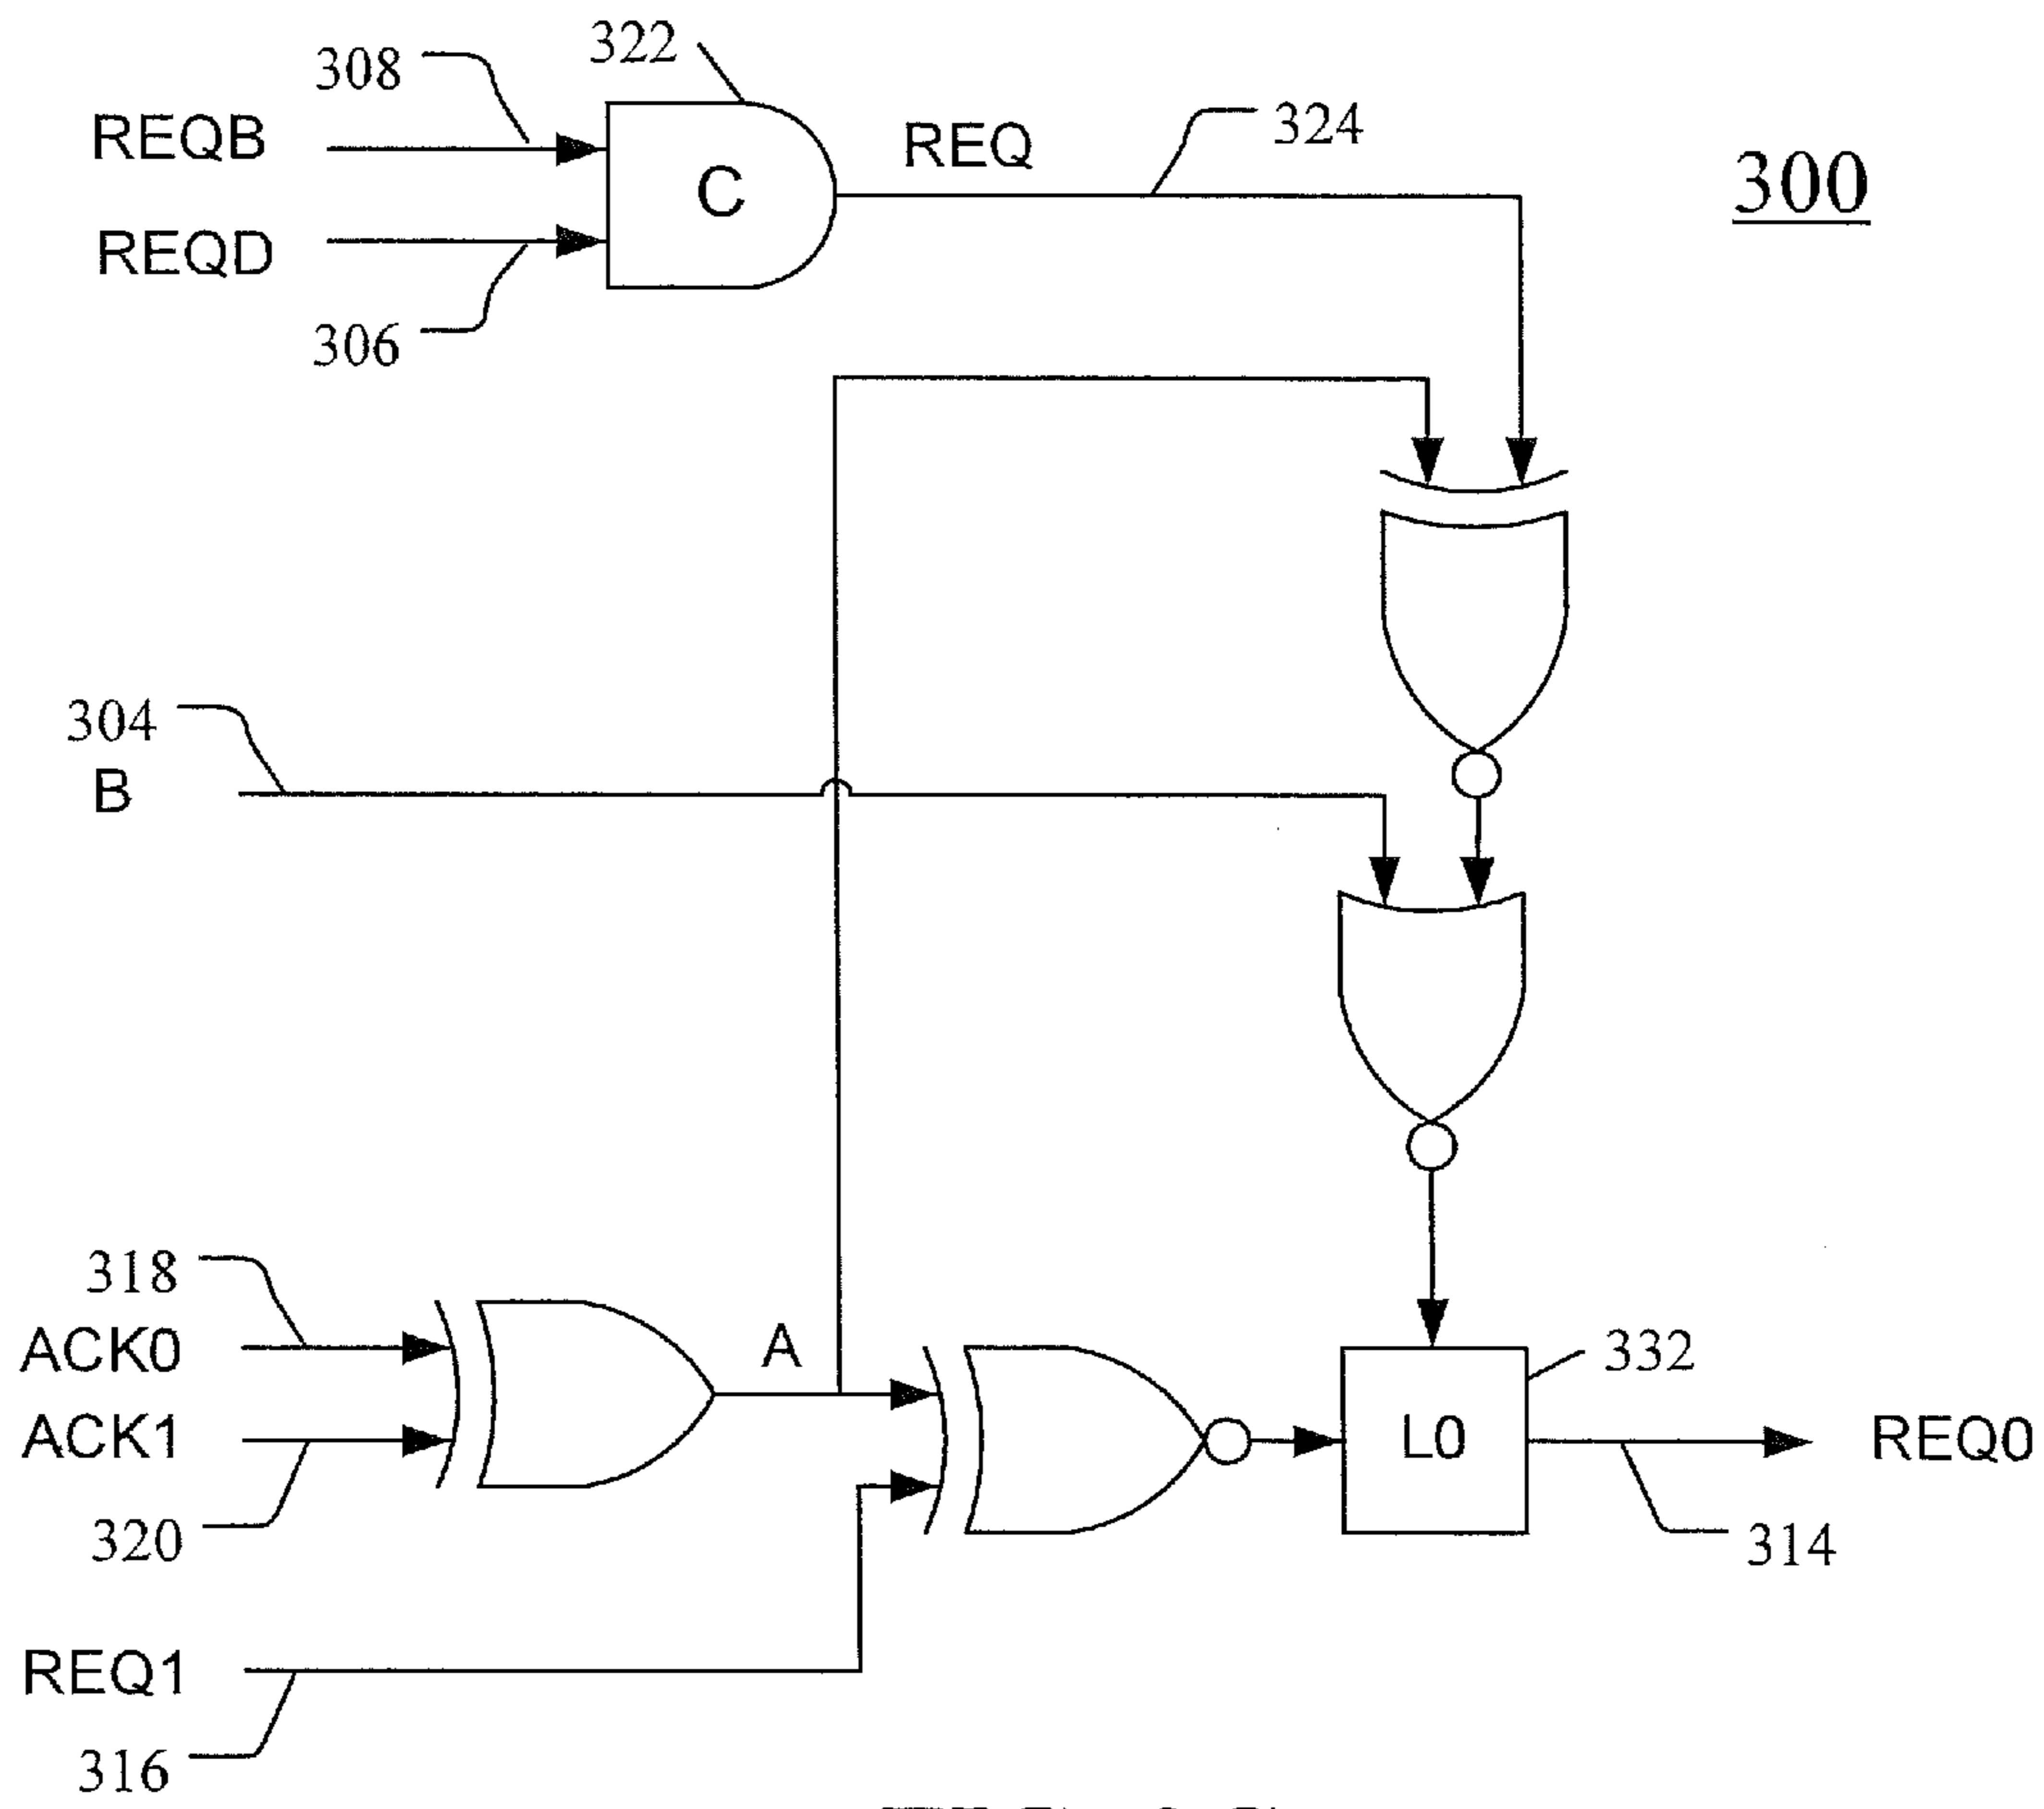 322
308
REQB
REQ
324
300
C
REQD
306
304
B
318
ACK0
A
332
ACK1
L0
REQ0
320
314
REQ1
316